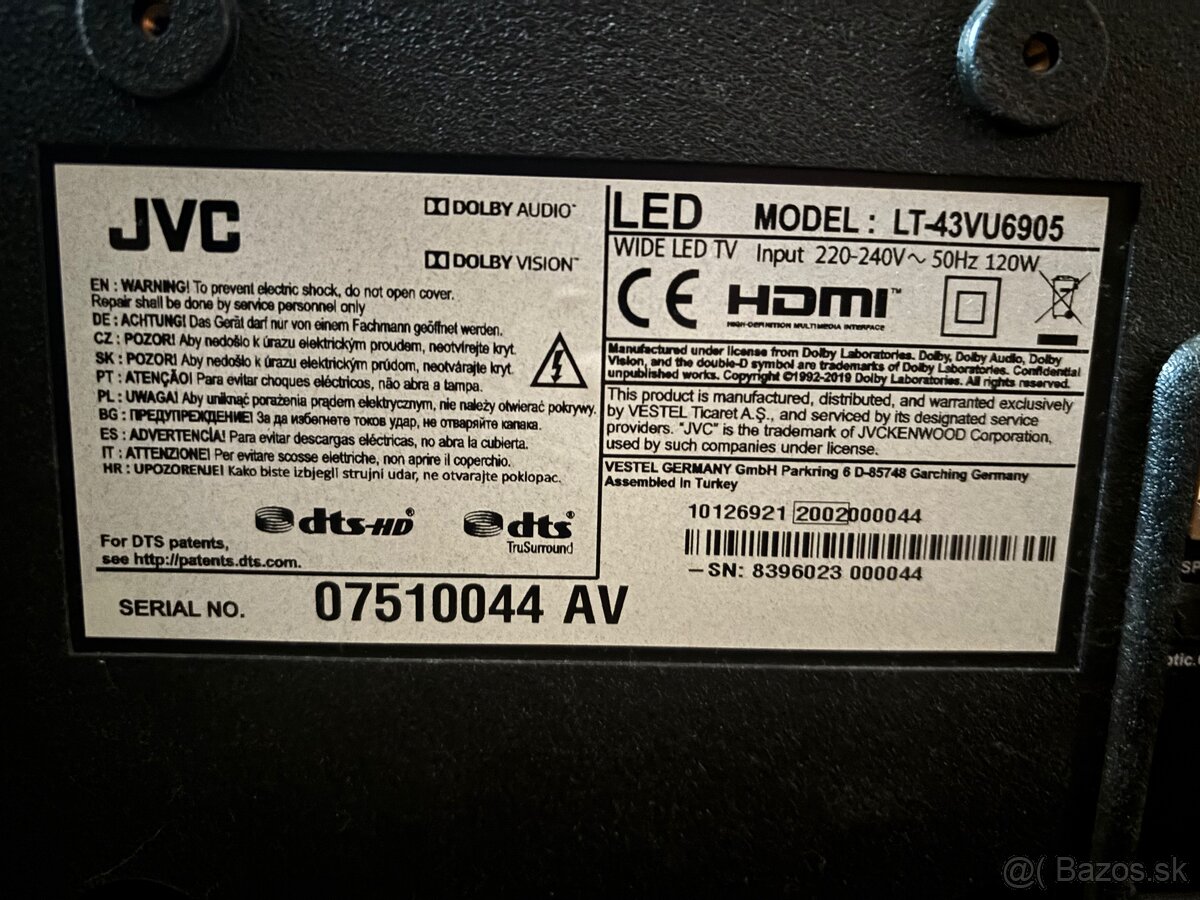 JVC
DOLBY AUDIO™
DOLBY VISION™
EN : WARNING! To prevent electric shock, do not open cover.
Repair shall be done by service personnel only
DE : ACHTUNG! Das Gerät darf nur von einem Fachmann geöffnet werden.
CZ : POZOR! Aby nedošlo k úrazu elektrickým proudem, neotvírejte kryt.
SK : POZOR! Aby nedošlo k úrazu elektrickým prúdom, neotvárajte kryt.
PT : ATENÇÃO! Para evitar choques eléctricos, não abra a tampa.
PL : UWAGA! Aby uniknąć porażenia prądem elektrycznym, nie należy otwierać pokrywy.
BG : ПРЕДУПРЕЖДЕНИЕ! За да избегнете токов удар, не отваряйте капака.
ES : ADVERTENCÌA! Para evitar descargas eléctricas, no abra la cubierta.
IT : ATTENZIONE! Per evitare scosse elettriche, non aprire il coperchio.
HR : UPOZORENJE! Kako biste izbjegli strujni udar, ne otvarajte poklopac.
dts-HD®
dts®
TruSurround
For DTS patents,
see http://patents.dts.com.
SERIAL NO. 07510044 AV
LED MODEL : LT-43VU6905
WIDE LED TV Input 220-240V~ 50Hz 120W
CE HDMI™
HIGH-DEFINITION MULTIMEDIA INTERFACE
Manufactured under license from Dolby Laboratories. Dolby, Dolby Audio, Dolby
Vision, and the double-D symbol are trademarks of Dolby Laboratories. Confidential
unpublished works. Copyright ©1992-2019 Dolby Laboratories. All rights reserved.
This product is manufactured, distributed, and warranted exclusively
by VESTEL Ticaret A.Ş., and serviced by its designated service
providers. "JVC" is the trademark of JVCKENWOOD Corporation,
used by such companies under license.
VESTEL GERMANY GmbH Parkring 6 D-85748 Garching Germany
Assembled In Turkey
10126921 2002000044
-SN: 8396023 000044
SP
otic.
@( Bazos.sk